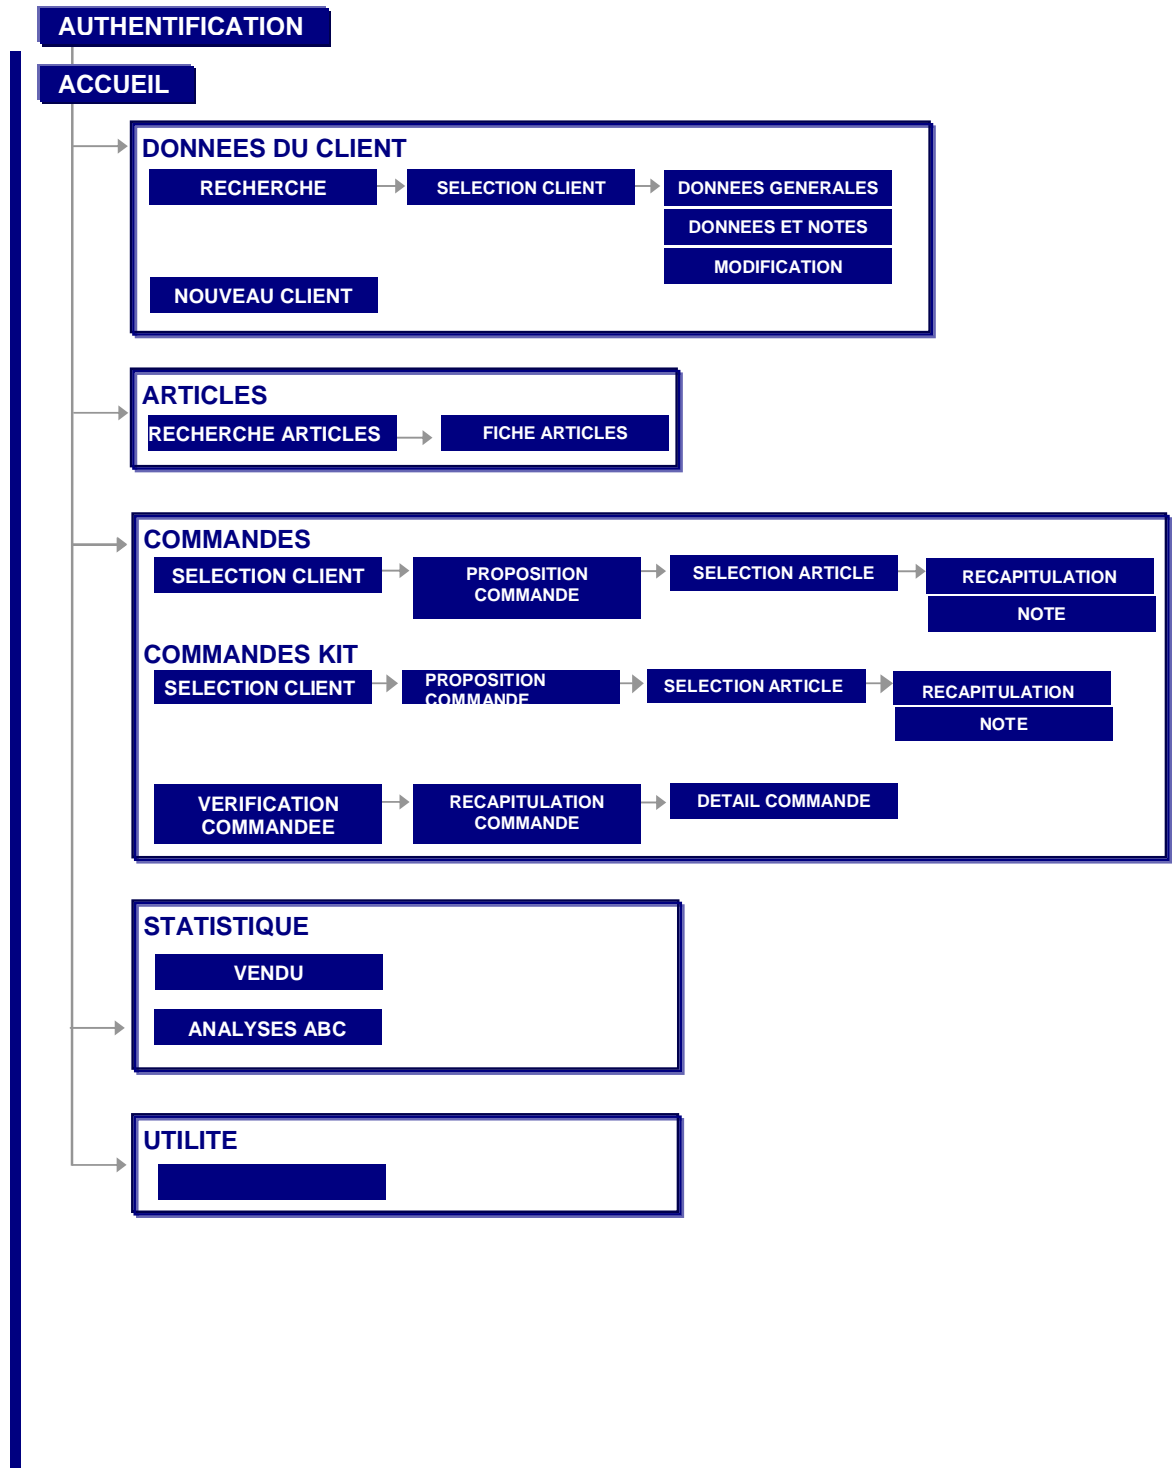 AUTHENTIFICATION
ACCUEIL
DONNEES DU CLIENT
RECHERCHE
SELECTION CLIENT
DONNEES GENERALES
DONNEES ET NOTES
MODIFICATION
NOUVEAU CLIENT
ARTICLES
RECHERCHE ARTICLES
FICHE ARTICLES
COMMANDES
SELECTION CLIENT
PROPOSITION
COMMANDE
SELECTION ARTICLE
RECAPITULATION
NOTE
COMMANDES KIT
SELECTION CLIENT
PROPOSITION
COMMANDE
SELECTION ARTICLE
RECAPITULATION
NOTE
VERIFICATION
COMMANDEE
RECAPITULATION
COMMANDE
DETAIL COMMANDE
STATISTIQUE
VENDU
ANALYSES ABC
UTILITE